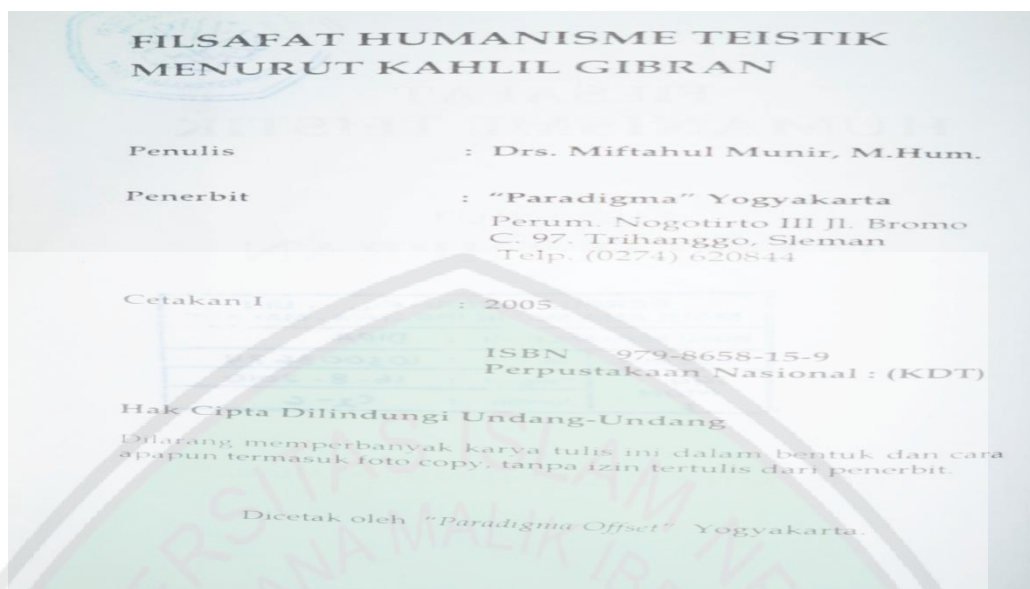 FILSAFAT HUMANISME TEISTIK
MENURUT KAHLIL GIBRAN
Penulis : Drs. Miftahul Munir, M.Hum.
Penerbit : "Paradigma" Yogyakarta
Perum. Nogotirto III Jl. Bromo
C. 97. Trihanggo, Sleman
Telp. (0274) 620844
Cetakan I : 2005
ISBN 979-8658-15-9
Perpustakaan Nasional : (KDT)
Hak Cipta Dilindungi Undang-Undang
Dilarang memperbanyak karya tulis ini dalam bentuk dan cara
apapun termasuk foto copy, tanpa izin tertulis dari penerbit.
Dicetak oleh "Paradigma Offset" Yogyakarta.